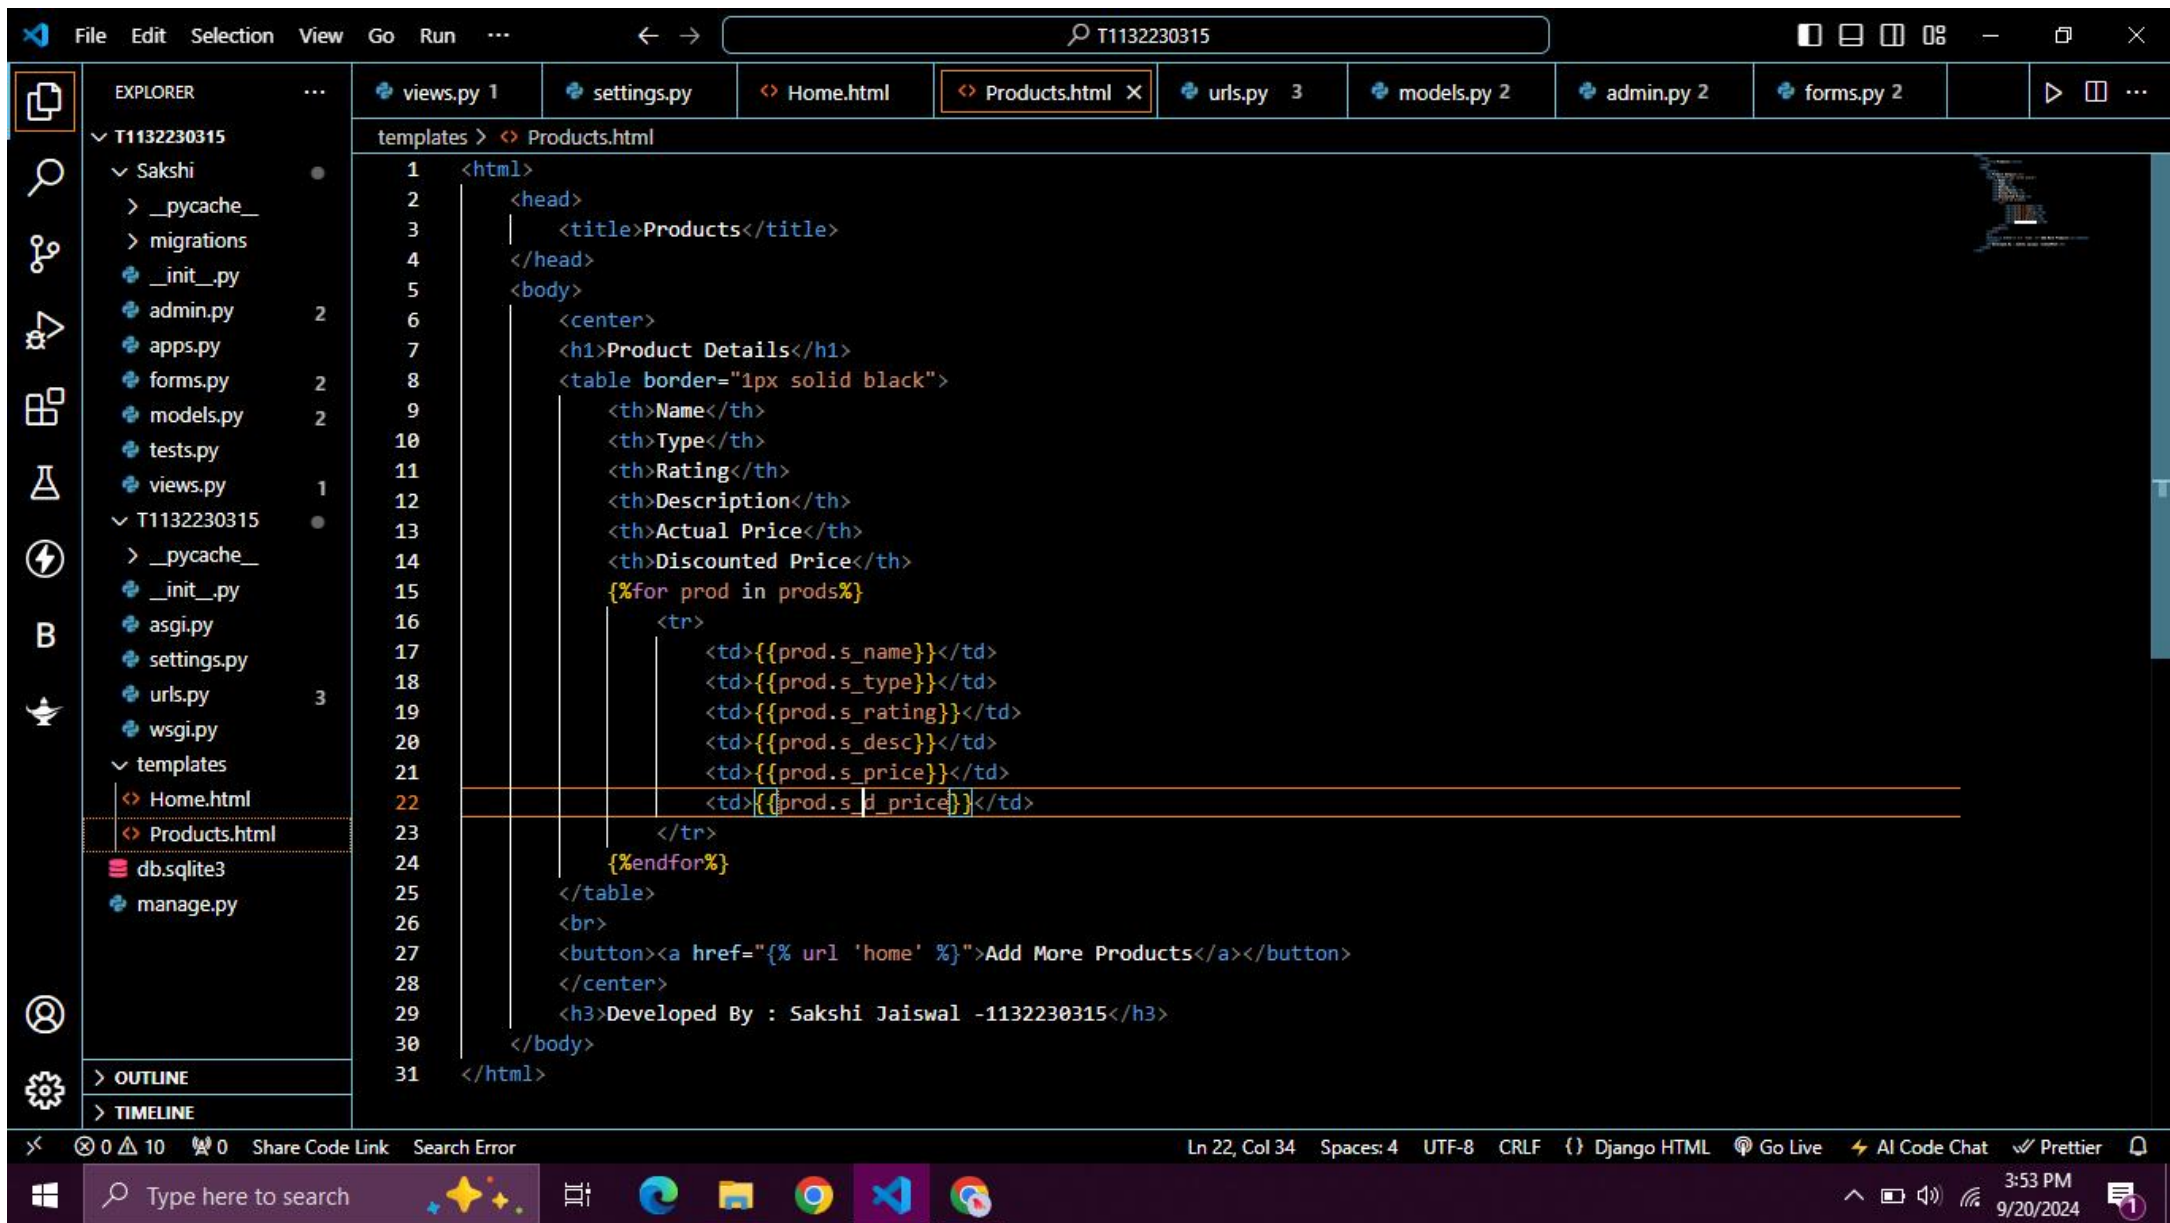 File Edit Selection View Go Run ···
T1132230315
EXPLORER ···
T1132230315
Sakshi
__pycache__
migrations
__init__.py
admin.py 2
apps.py
forms.py 2
models.py 2
tests.py
views.py 1
T1132230315
__pycache__
__init__.py
asgi.py
settings.py
urls.py 3
wsgi.py
templates
Home.html
Products.html
db.sqlite3
manage.py
OUTLINE
TIMELINE
B
views.py 1 settings.py Home.html Products.html urls.py 3 models.py 2 admin.py 2 forms.py 2 ···
templates > Products.html
1 <html>
2 <head>
3 <title>Products</title>
4 </head>
5 <body>
6 <center>
7 <h1>Product Details</h1>
8 <table border="1px solid black">
9 <th>Name</th>
10 <th>Type</th>
11 <th>Rating</th>
12 <th>Description</th>
13 <th>Actual Price</th>
14 <th>Discounted Price</th>
15 {%for prod in prods%}
16 <tr>
17 <td>{{prod.s_name}}</td>
18 <td>{{prod.s_type}}</td>
19 <td>{{prod.s_rating}}</td>
20 <td>{{prod.s_desc}}</td>
21 <td>{{prod.s_price}}</td>
22 <td>{{prod.s_d_price}}</td>
23 </tr>
24 {%endfor%}
25 </table>
26 <br>
27 <button><a href="{% url 'home' %}">Add More Products</a></button>
28 </center>
29 <h3>Developed By : Sakshi Jaiswal -1132230315</h3>
30 </body>
31 </html>
0 10 0 Share Code Link Search Error Ln 22, Col 34 Spaces: 4 UTF-8 CRLF {} Django HTML Go Live AI Code Chat Prettier
Type here to search
3:53 PM
9/20/2024
1